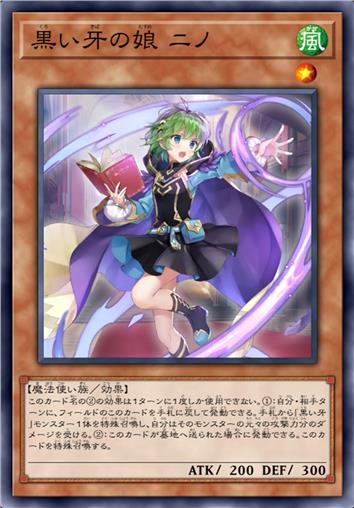 黒い牙の娘 ニノ
風
【魔法使い族/効果】
このカード名の②の効果は1ターンに1度しか使用できない。①:自分・相手タ
ーンに、フィールドのこのカードを手札に戻して発動できる。手札から「黒い牙
」モンスター1体を特殊召喚し、自分はそのモンスターの元々の攻撃力分のダ
メージを受ける。②:このカードが墓地へ送られた場合に発動できる。このカー
ドを特殊召喚する。
ATK/ 200 DEF/ 300